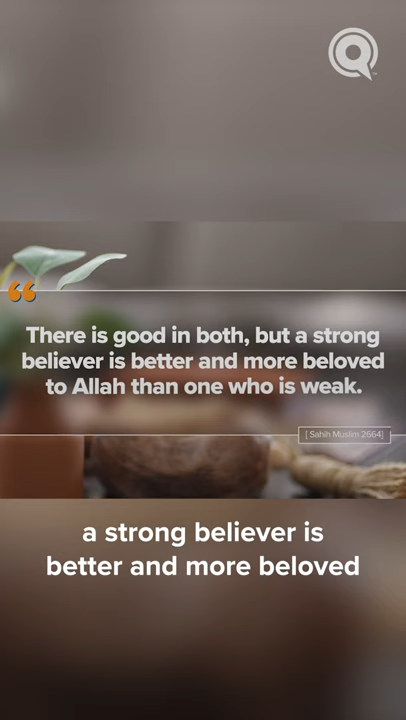 “
There is good in both, but a strong
believer is better and more beloved
to Allah than one who is weak.
[ Sahih Muslim 2664]
a strong believer is
better and more beloved